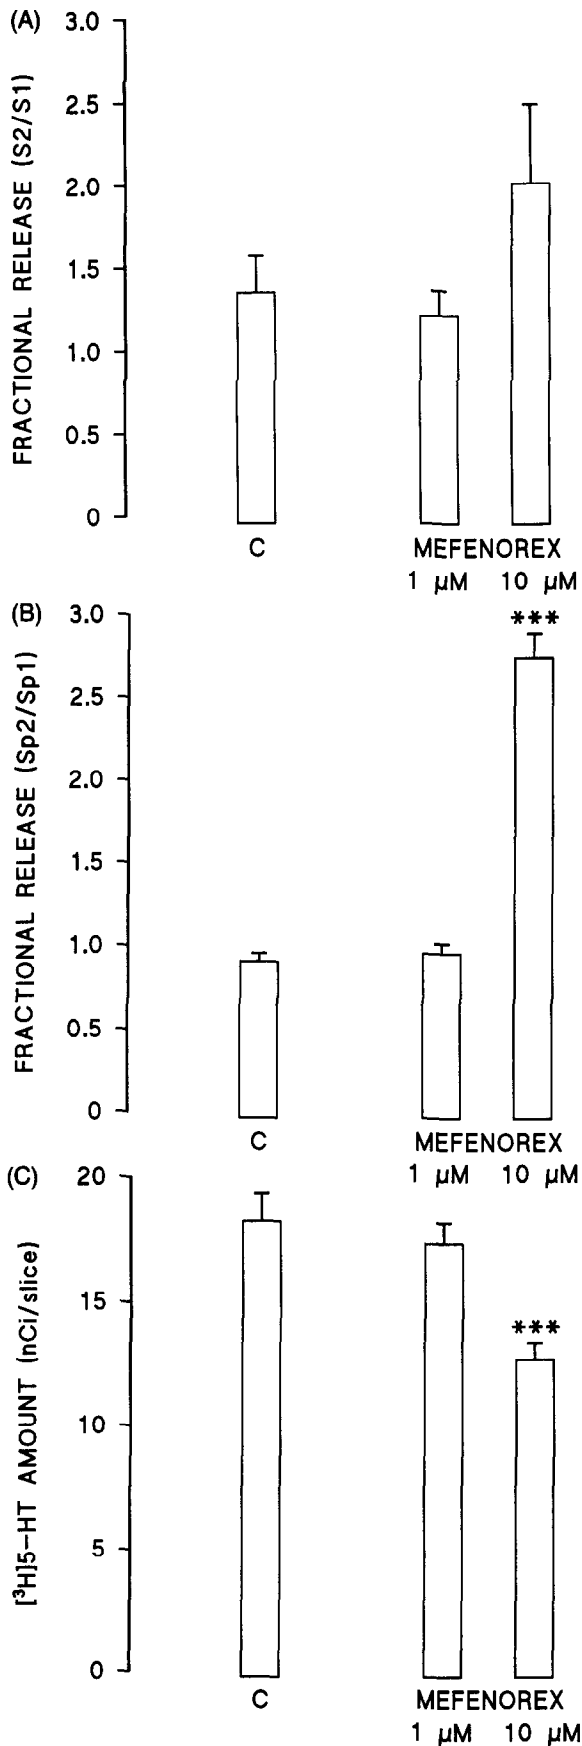 (A)
FRACTIONAL RELEASE (S2/S1)
3.0
2.5
2.0
1.5
1.0
0.5
0
C
MEFENOREX
1 µM 10 µM
(B)
FRACTIONAL RELEASE (Sp2/Sp1)
3.0
***
2.5
2.0
1.5
1.0
0.5
0
C
MEFENOREX
1 µM 10 µM
(C)
[³H]5-HT AMOUNT (nCi/slice)
20
15
***
10
5
0
C
MEFENOREX
1 µM 10 µM